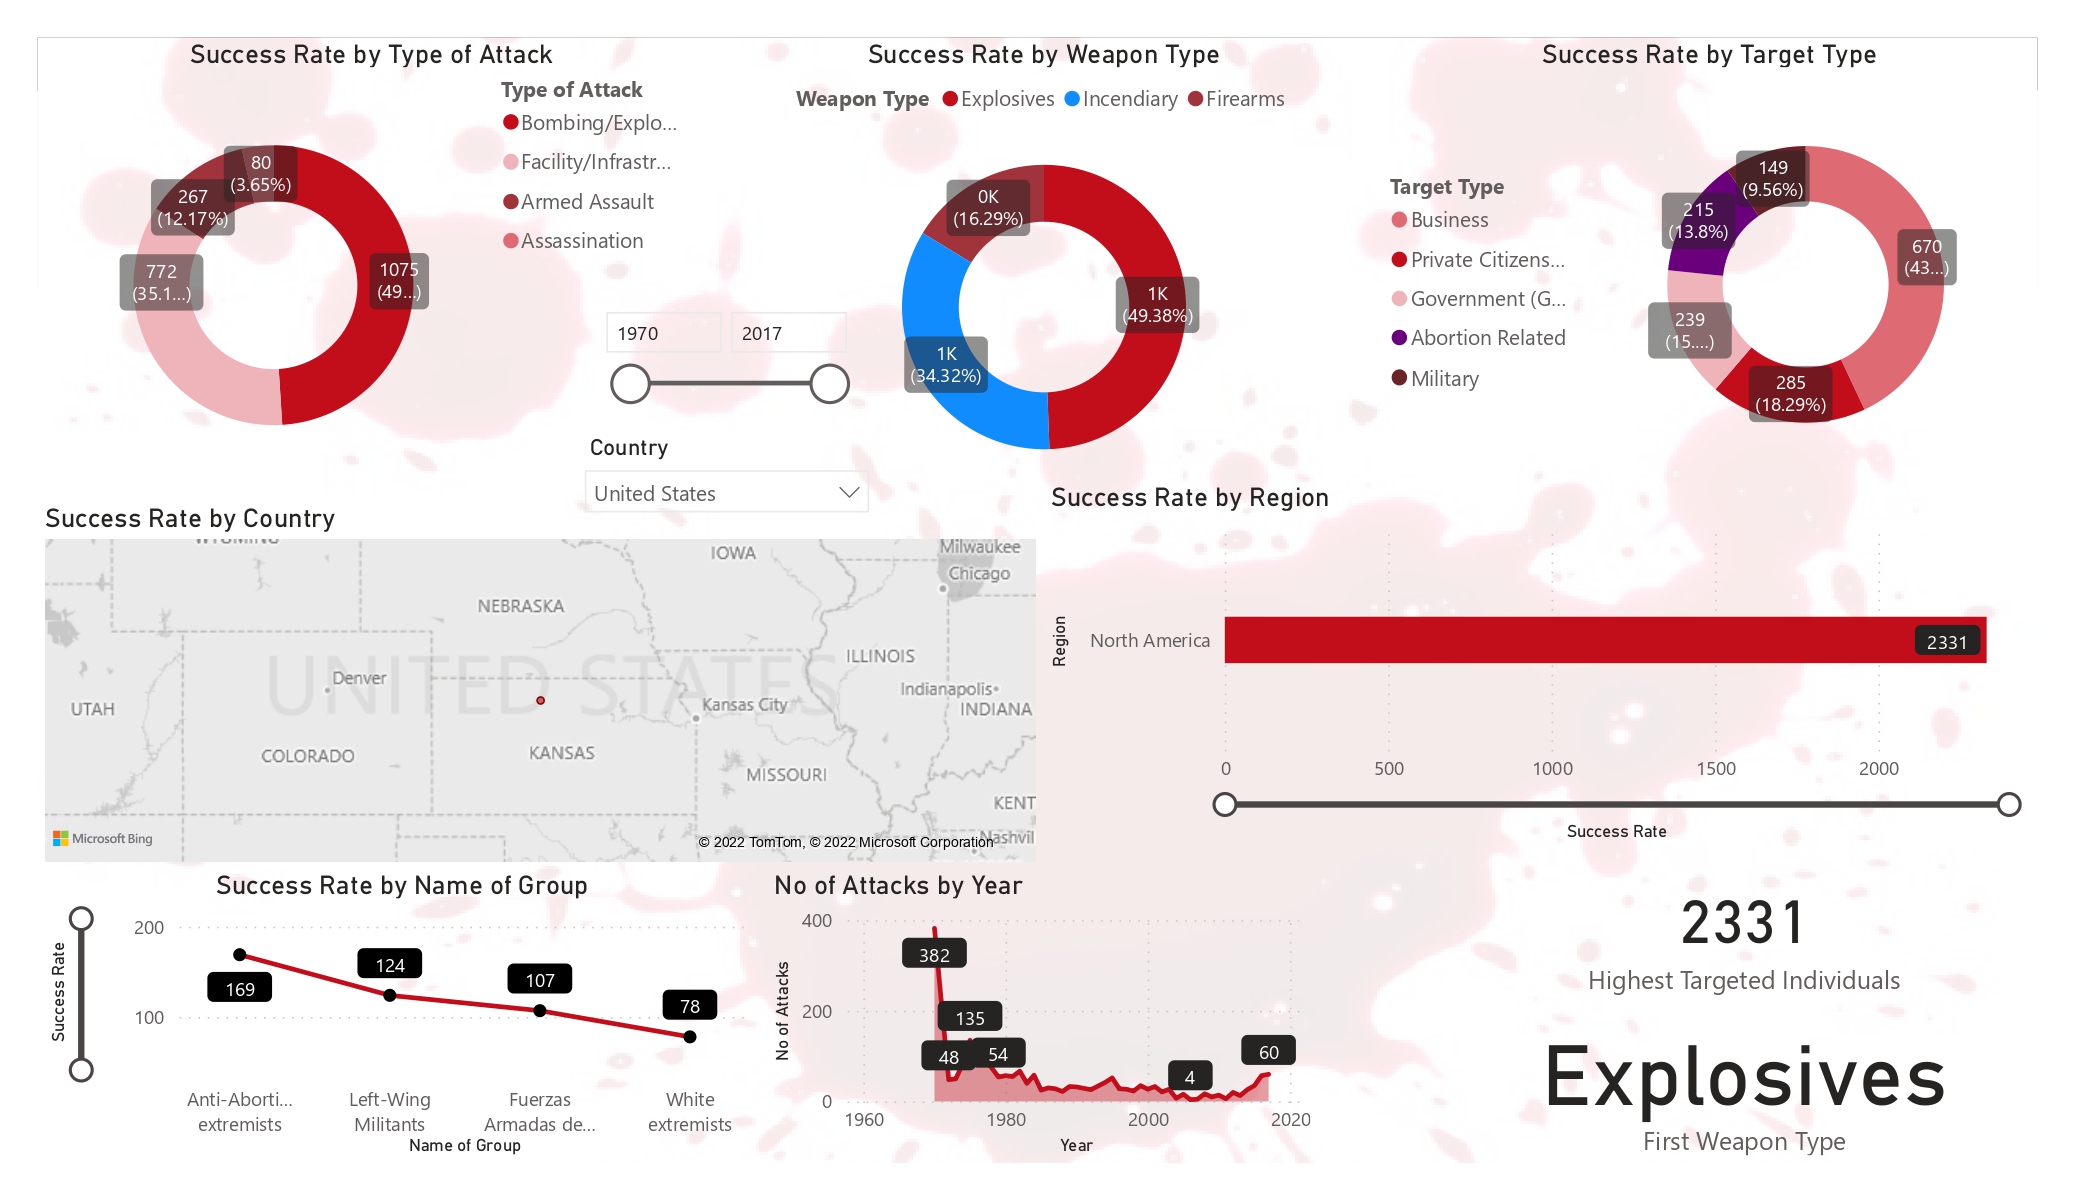 Success Rate by Type of Attack
Type of Attack
Bombing/Explo...
Facility/Infrastr...
Armed Assault
Assassination
80
(3.65%)
267
(12.17%)
772
(35.1...)
1075
(49...)
1970
2017
Country
United States
Success Rate by Weapon Type
Weapon Type Explosives Incendiary Firearms
0K
(16.29%)
1K
(49.38%)
1K
(34.32%)
Success Rate by Target Type
Target Type
Business
Private Citizens...
Government (G...
Abortion Related
Military
149
(9.56%)
215
(13.8%)
670
(43...)
239
(15....)
285
(18.29%)
Success Rate by Country
WYOMING
IOWA
Milwaukee
Chicago
NEBRASKA
ILLINOIS
UNITED STATES
Denver
Indianapolis
UTAH
Kansas City
INDIANA
COLORADO
KANSAS
MISSOURI
KENT
Nashvil
Microsoft Bing
© 2022 TomTom, © 2022 Microsoft Corporation
Success Rate by Region
Region
North America
2331
0 500 1000 1500 2000
Success Rate
Success Rate by Name of Group
Success Rate
200
100
169
124
107
78
Anti-Aborti...
extremists
Left-Wing
Militants
Fuerzas
Armadas de...
White
extremists
Name of Group
No of Attacks by Year
No of Attacks
400
200
0
382
135
48
54
4
60
1960 1980 2000 2020
Year
2331
Highest Targeted Individuals
Explosives
First Weapon Type